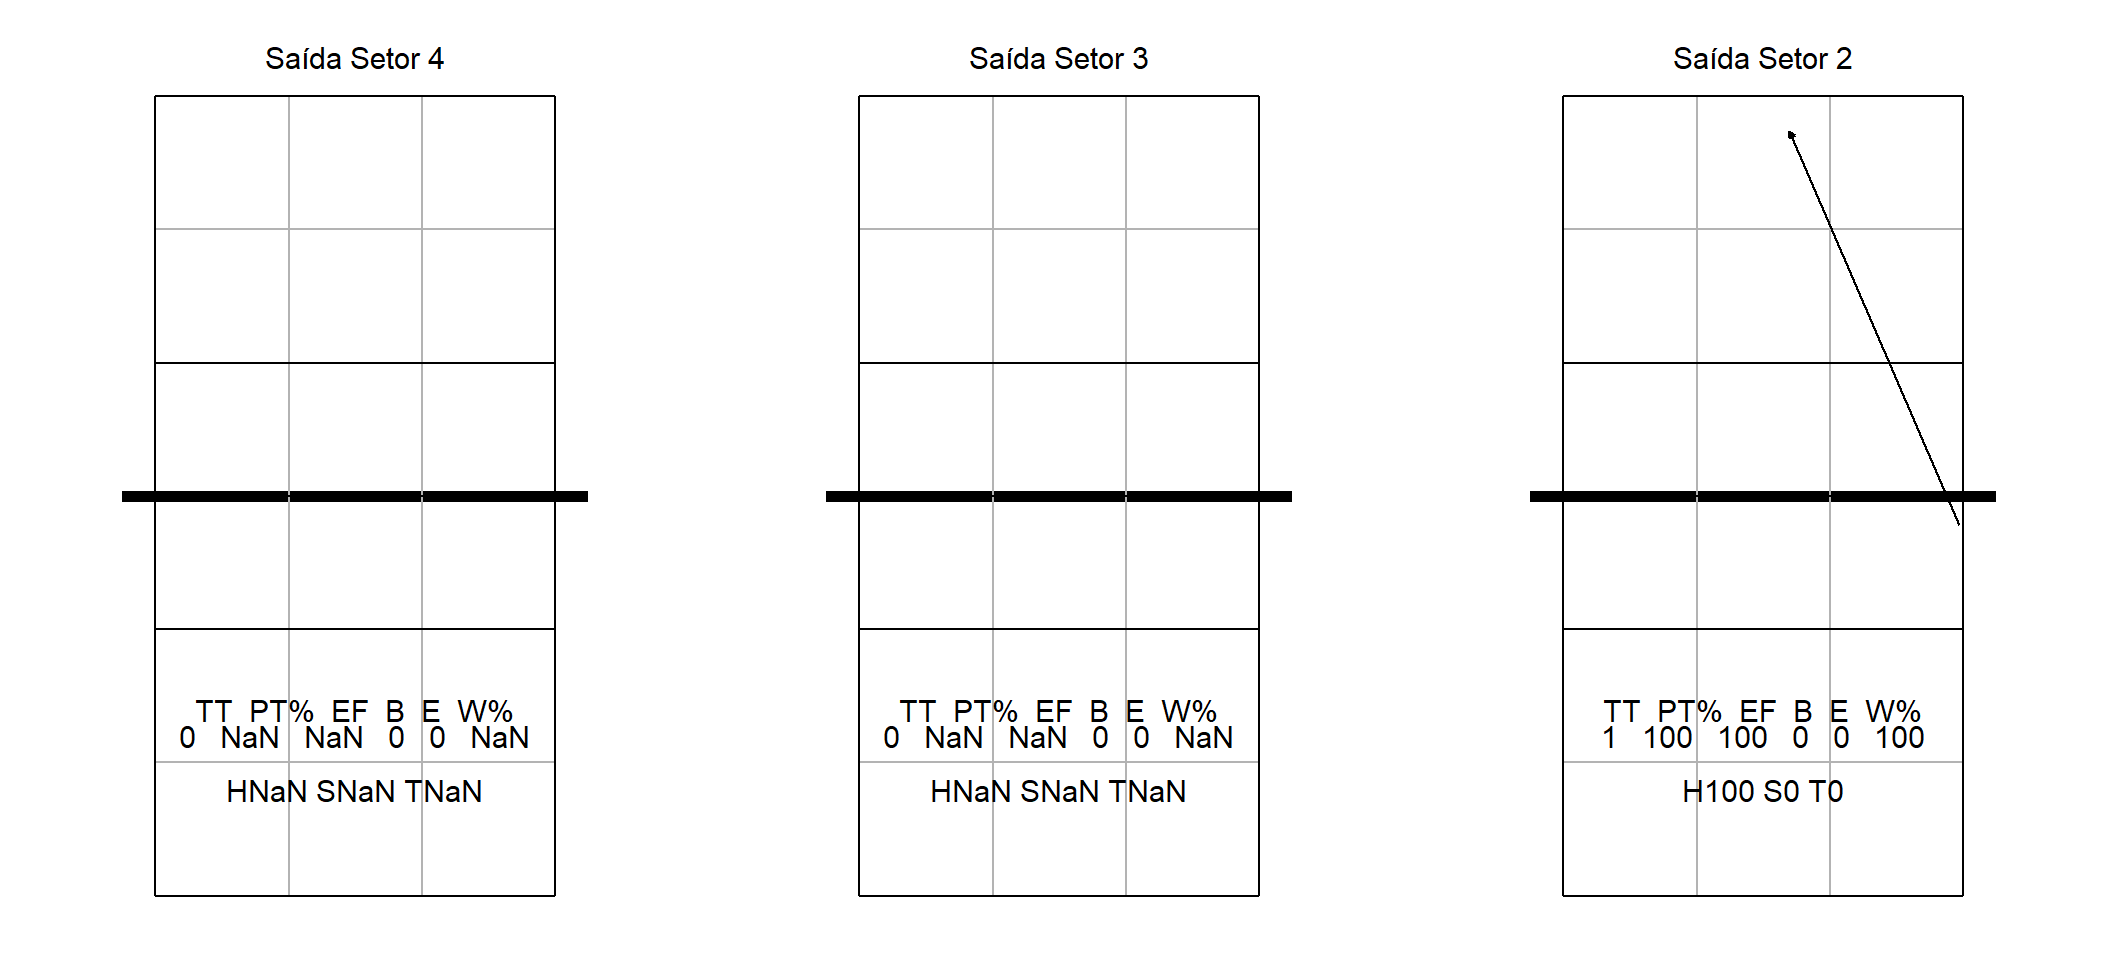 Saída Setor 4
TT PT% EF B E W%
0 NaN NaN 0 0 NaN
HNaN SNaN TNaN
Saída Setor 3
TT PT% EF B E W%
0 NaN NaN 0 0 NaN
HNaN SNaN TNaN
Saída Setor 2
TT PT% EF B E W%
1 100 100 0 0 100
H100 S0 T0